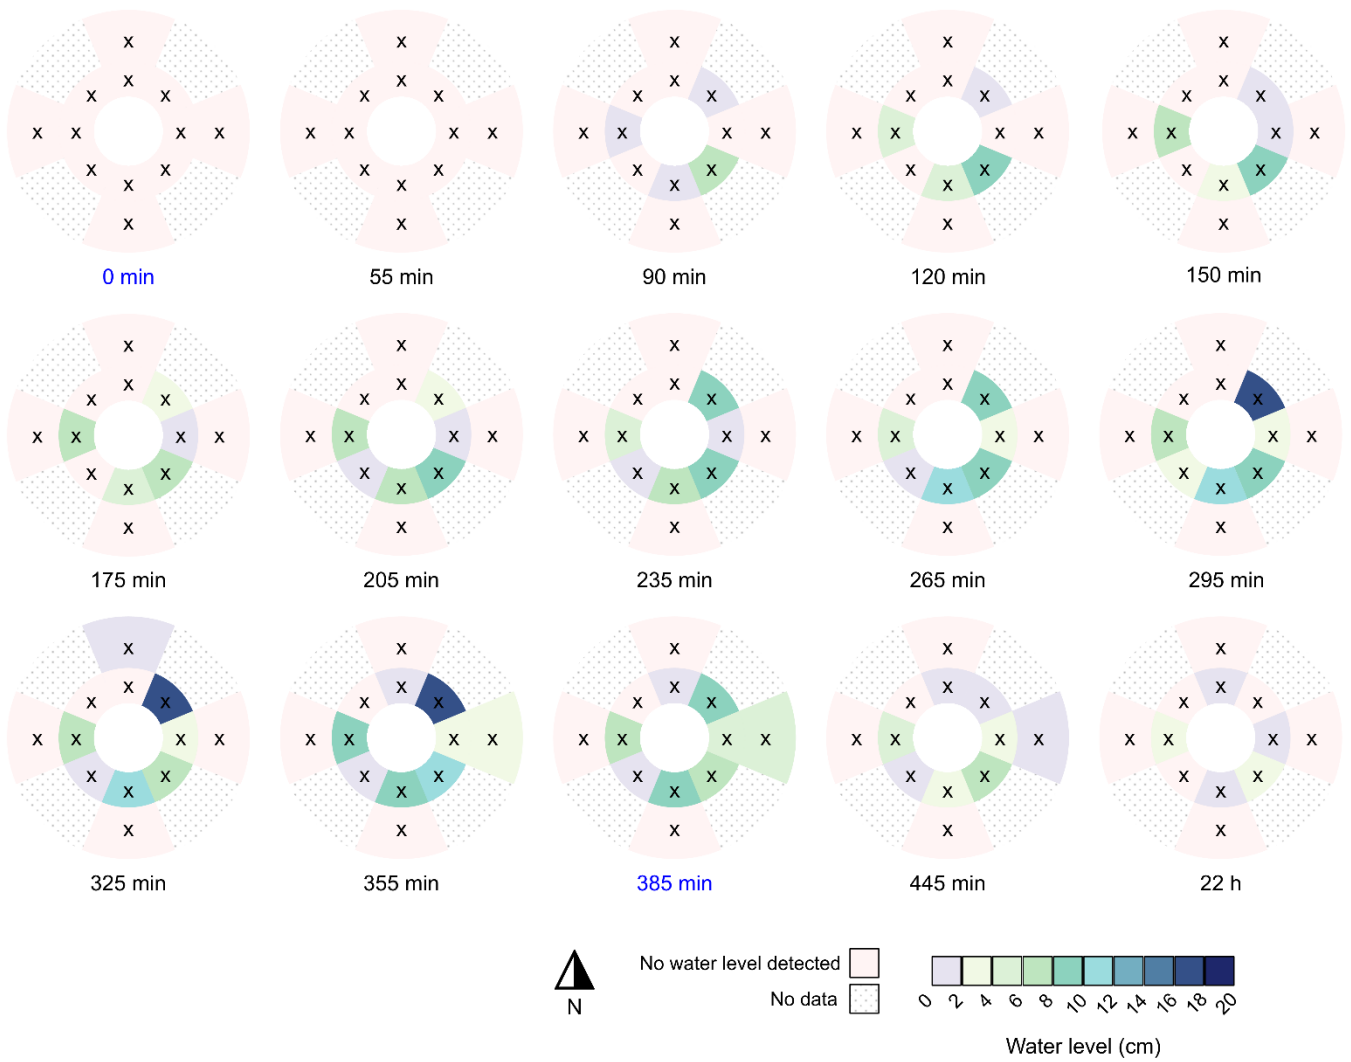 x
x
x x
x x x x
x x
x
x
0 min
x
x
x x
x x x x
x x
x
x
55 min
x
x
x x
x x x x
x x
x
x
90 min
x
x
x x
x x x x
x x
x
x
120 min
x
x
x x
x x x x
x x
x
x
150 min
x
x
x x
x x x x
x x
x
x
175 min
x
x
x x
x x x x
x x
x
x
205 min
x
x
x x
x x x x
x x
x
x
235 min
x
x
x x
x x x x
x x
x
x
265 min
x
x
x x
x x x x
x x
x
x
295 min
x
x
x x
x x x x
x x
x
x
325 min
x
x
x x
x x x x
x x
x
x
355 min
x
x
x x
x x x x
x x
x
x
385 min
x
x
x x
x x x x
x x
x
x
445 min
x
x
x x
x x x x
x x
x
x
22 h
N
No water level detected
No data
0 2 4 6 8 10 12 14 16 18 20
Water level (cm)